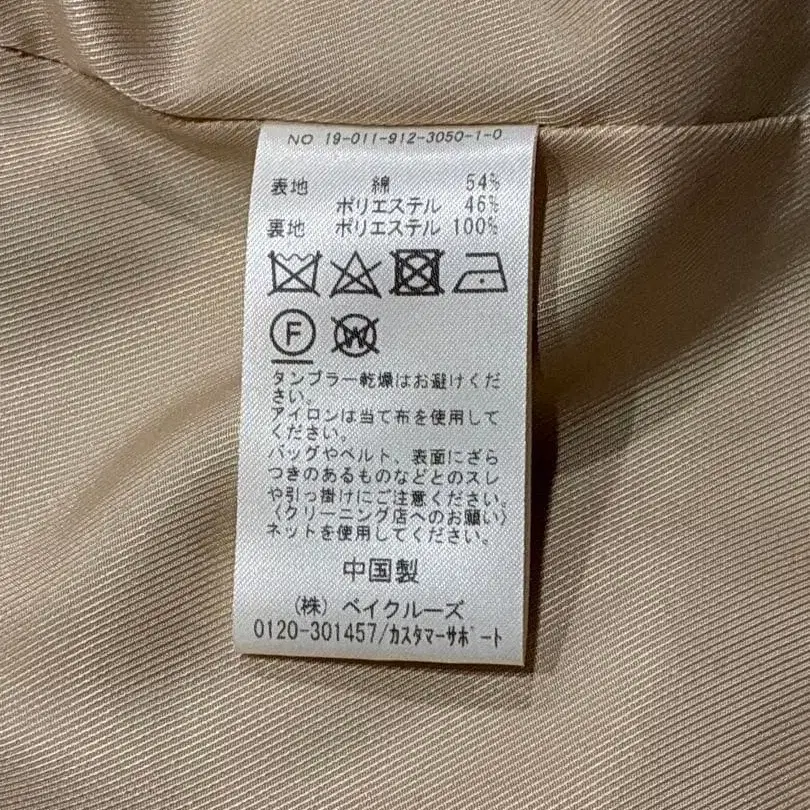 NO 19-011-912-3050-1-0
表地 綿 54%
ポリエステル 46%
裏地 ポリエステル 100%
F W
タンブラー乾燥はお避けくだ
さい。
アイロンは当て布を使用して
ください。
バッグやベルト、表面にざら
つきのあるものなどとのスレ
や引っ掛けにご注意ください。
〈クリーニング店へのお願い〉
ネットを使用してください。
中国製
(株) ベイクルーズ
0120-301457/カスタマーサポート